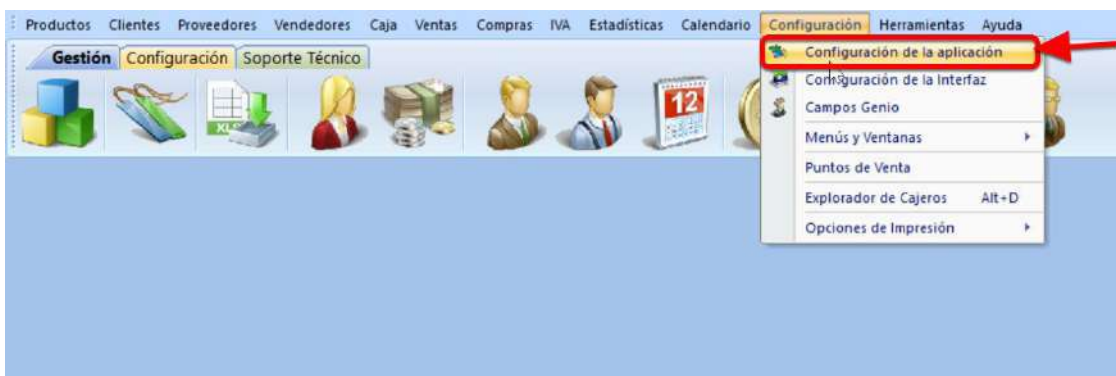 Productos Clientes Proveedores Vendedores Caja Ventas Compras IVA Estadísticas Calendario Configuración Herramientas Ayuda
Gestión Configuración Soporte Técnico
XLS
12
Configuración de la aplicación
Configuración de la Interfaz
Campos Genio
Menús y Ventanas
Puntos de Venta
Explorador de Cajeros Alt+D
Opciones de Impresión